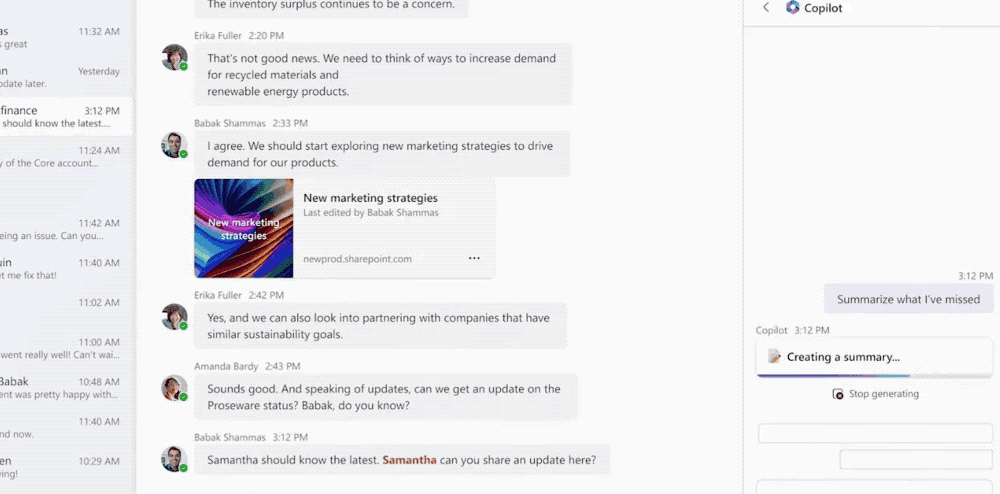 as
11:32 AM
s great
un
Yesterday
pdate later.
finance
3:12 PM
should know the latest....
11:24 AM
y of the Core account...
11:42 AM
eing an issue. Can you...
uin
11:40 AM
et me fix that!
11:02 AM
11:00 AM
went really well! Can't wai...
Babak
10:48 AM
ent was pretty happy with...
11:40 AM
nd now.
en
10:29 AM
ing!
The inventory surplus continues to be a concern.
Erika Fuller 2:20 PM
That's not good news. We need to think of ways to increase demand
for recycled materials and
renewable energy products.
Babak Shammas 2:33 PM
I agree. We should start exploring new marketing strategies to drive
demand for our products.
New marketing
strategies
New marketing strategies
Last edited by Babak Shammas
newprod.sharepoint.com
Erika Fuller 2:42 PM
Yes, and we can also look into partnering with companies that have
similar sustainability goals.
Amanda Bardy 2:43 PM
Sounds good. And speaking of updates, can we get an update on the
Proseware status? Babak, do you know?
Babak Shammas 3:12 PM
Samantha should know the latest. Samantha can you share an update here?
Copilot
3:12 PM
Summarize what I've missed
Copilot 3:12 PM
Creating a summary...
Stop generating